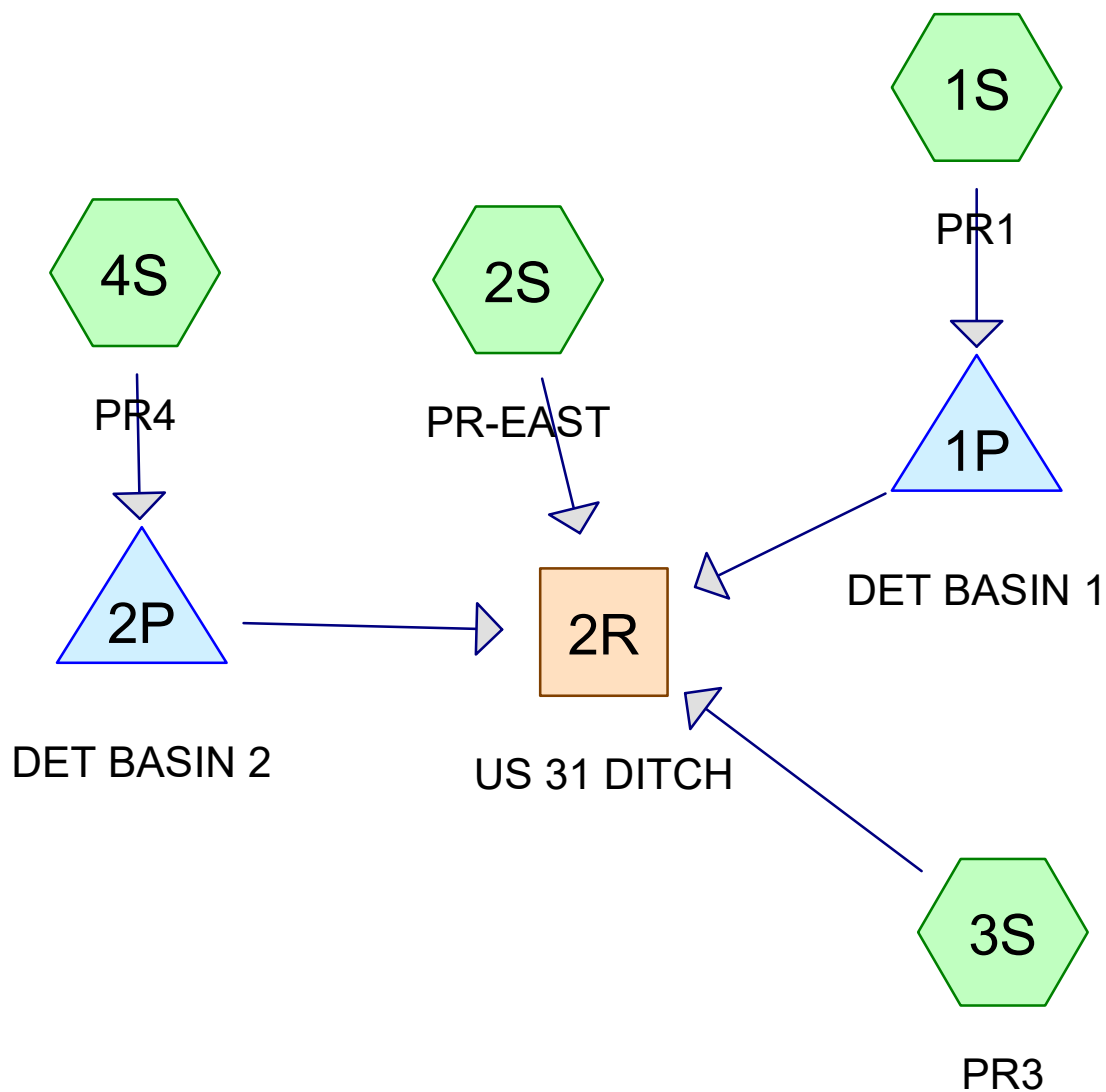 1S
PR1
4S
PR4
2S
PR-EAST
1P
DET BASIN 1
2P
DET BASIN 2
2R
US 31 DITCH
3S
PR3